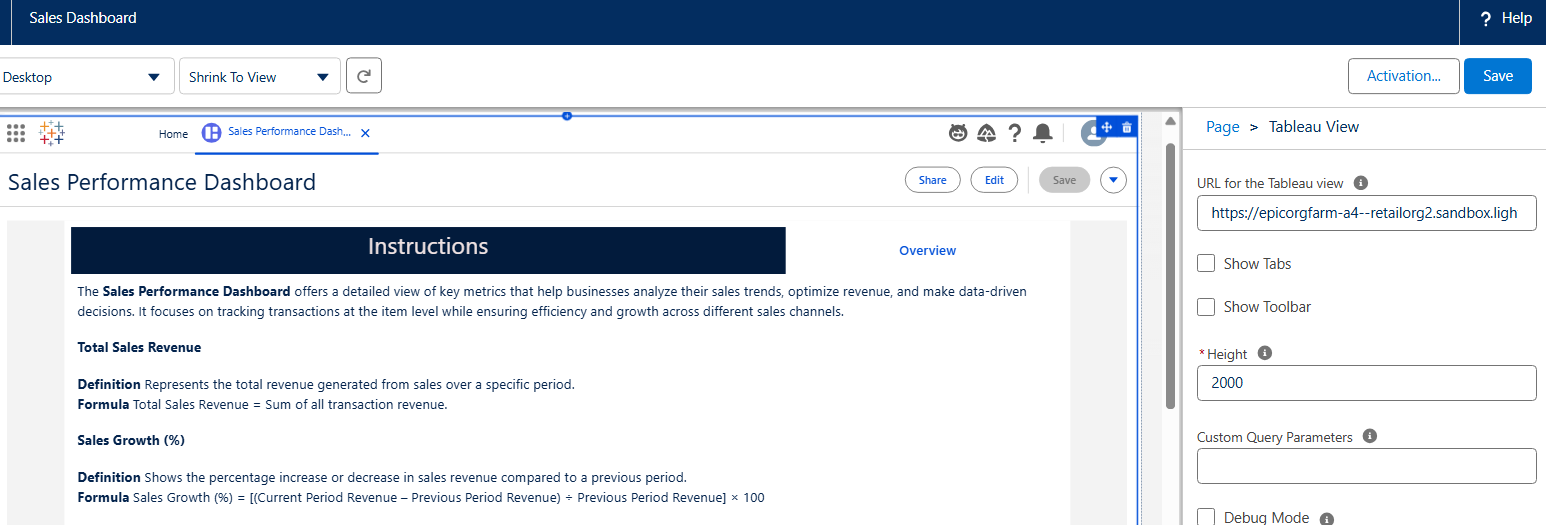 Sales Dashboard
? Help
Desktop
Shrink To View
Activation...
Save
Home
Sales Performance Dash...
Page > Tableau View
Sales Performance Dashboard
Share
Edit
Save
URL for the Tableau view
https://epicorgfarm-a4--retailorg2.sandbox.ligh
Instructions
Overview
Show Tabs
The Sales Performance Dashboard offers a detailed view of key metrics that help businesses analyze their sales trends, optimize revenue, and make data-driven
decisions. It focuses on tracking transactions at the item level while ensuring efficiency and growth across different sales channels.
Show Toolbar
Total Sales Revenue
* Height
Definition Represents the total revenue generated from sales over a specific period.
2000
Formula Total Sales Revenue = Sum of all transaction revenue.
Sales Growth (%)
Custom Query Parameters
Definition Shows the percentage increase or decrease in sales revenue compared to a previous period.
Formula Sales Growth (%) = [(Current Period Revenue – Previous Period Revenue) ÷ Previous Period Revenue] × 100
Debug Mode